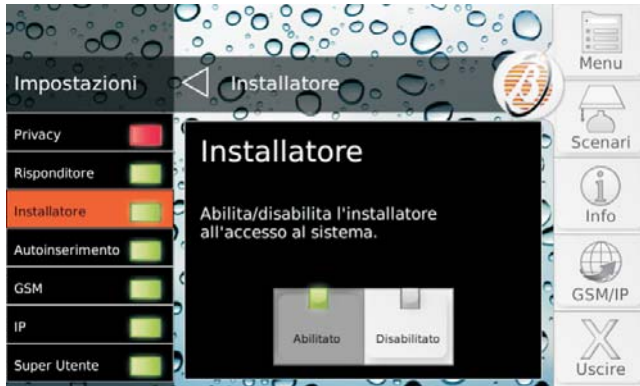 Impostazioni
Installatore
Privacy
Risponditore
Installatore
Autoinserimento
GSM
IP
Super Utente
Installatore
Abilita/disabilita l'installatore
all'accesso al sistema.
Abilitato
Disabilitato
Menu
Scenari
Info
GSM/IP
Uscire